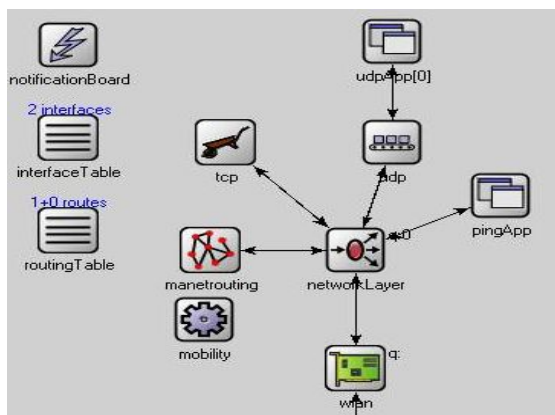 notificationBoard
udpApp[0]
2 interfaces
interfaceTable
tcp
udp
1+0 routes
routingTable
pingApp
manetrouting
networkLayer
mobility
q:
wlan